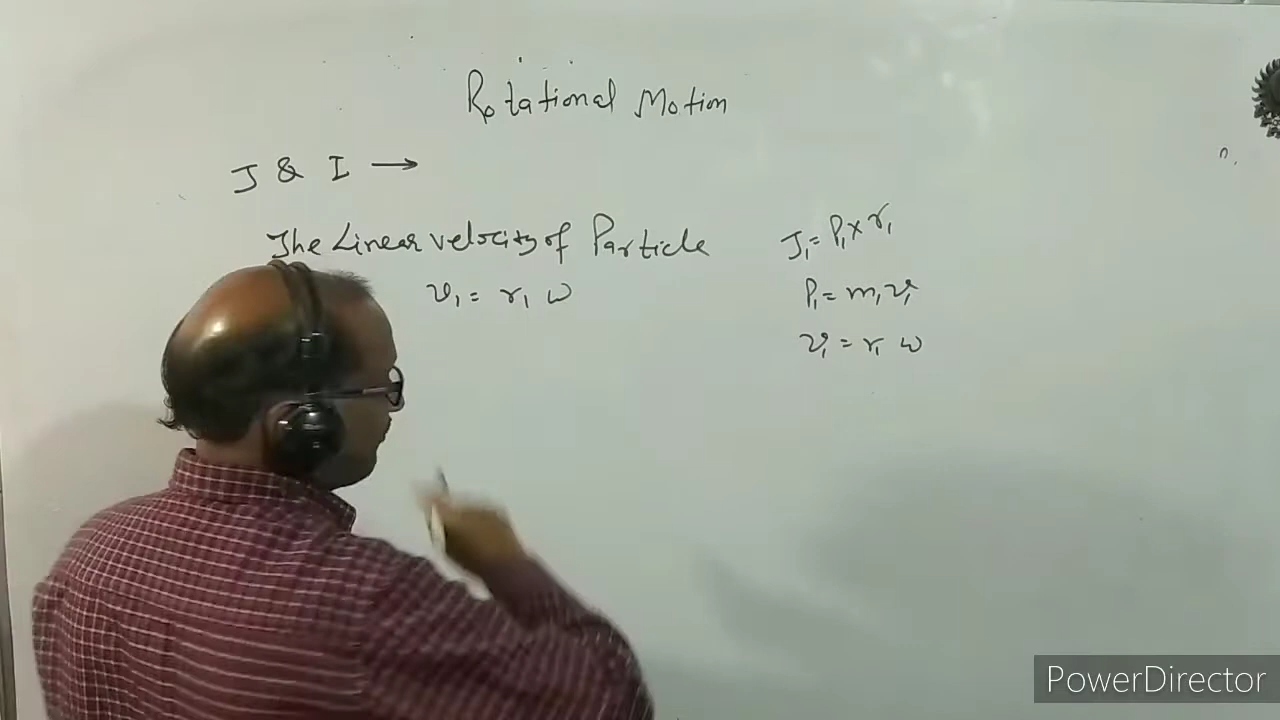 Rotational Motion
J & I →
The Linear velocity of Particle
v₁ = r₁ ω
J₁ = P₁ × r₁
P₁ = m₁v₁
v₁ = r₁ ω
n.
PowerDirector